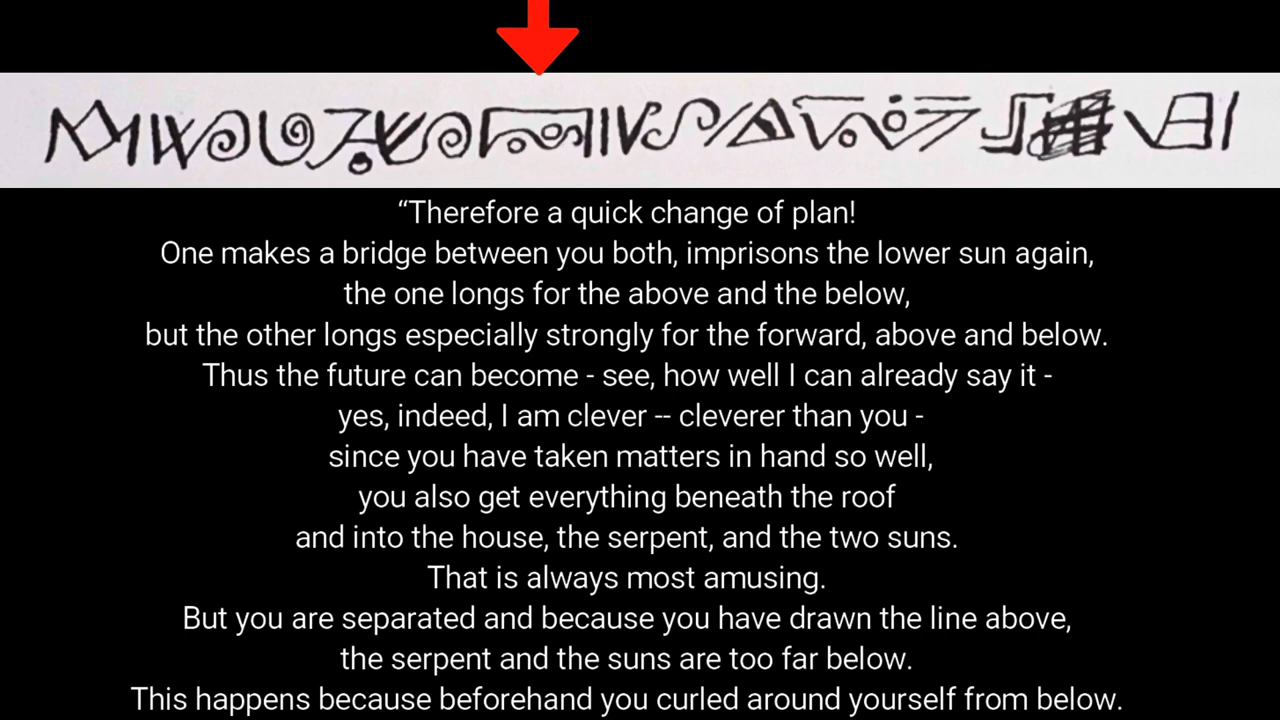 “Therefore a quick change of plan!
One makes a bridge between you both, imprisons the lower sun again,
the one longs for the above and the below,
but the other longs especially strongly for the forward, above and below.
Thus the future can become - see, how well I can already say it -
yes, indeed, I am clever -- cleverer than you -
since you have taken matters in hand so well,
you also get everything beneath the roof
and into the house, the serpent, and the two suns.
That is always most amusing.
But you are separated and because you have drawn the line above,
the serpent and the suns are too far below.
This happens because beforehand you curled around yourself from below.